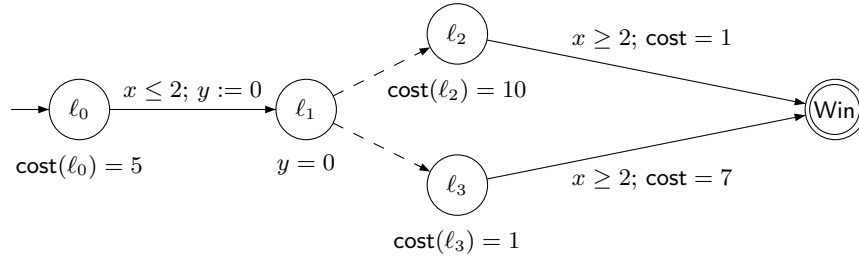 ℓ₂
x ≥ 2; cost = 1
x ≤ 2; y := 0
cost(ℓ₂) = 10
ℓ₀
ℓ₁
Win
cost(ℓ₀) = 5
y = 0
x ≥ 2; cost = 7
ℓ₃
cost(ℓ₃) = 1